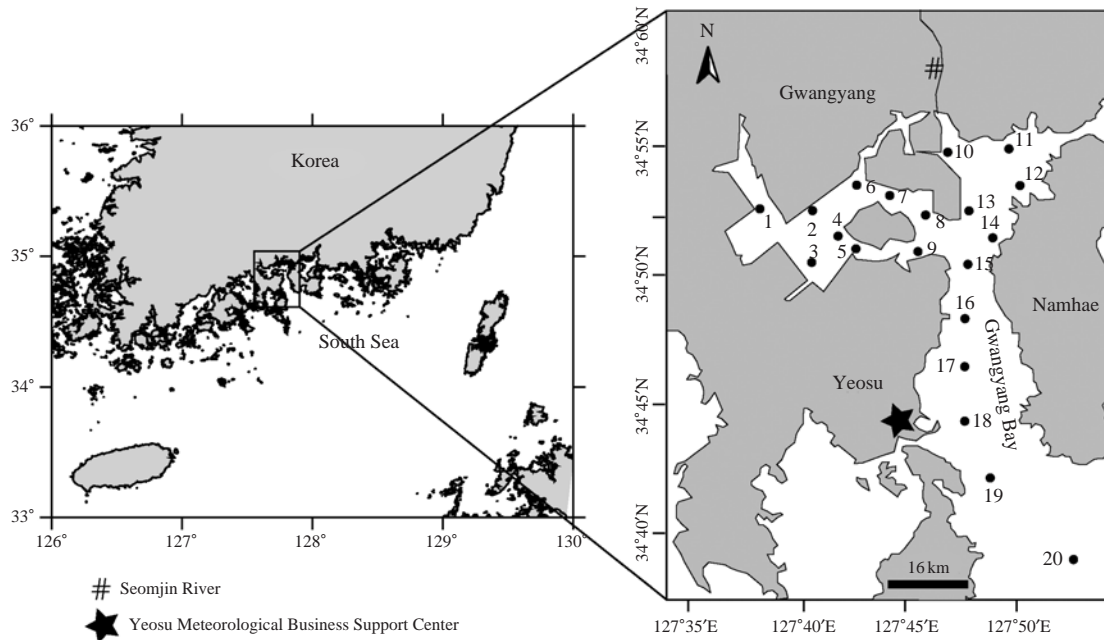 36°
35°
34°
33°
126°
127°
128°
129°
130°
Korea
South Sea
#
Seomjin River
Yeosu Meteorological Business Support Center
34°60′N
34°55′N
34°50′N
34°45′N
34°40′N
127°35′E
127°40′E
127°45′E
127°50′E
N
#
Gwangyang
Yeosu
Namhae
Gwangyang Bay
1
2
3
4
5
6
7
8
9
10
11
12
13
14
15
16
17
18
19
20
16 km